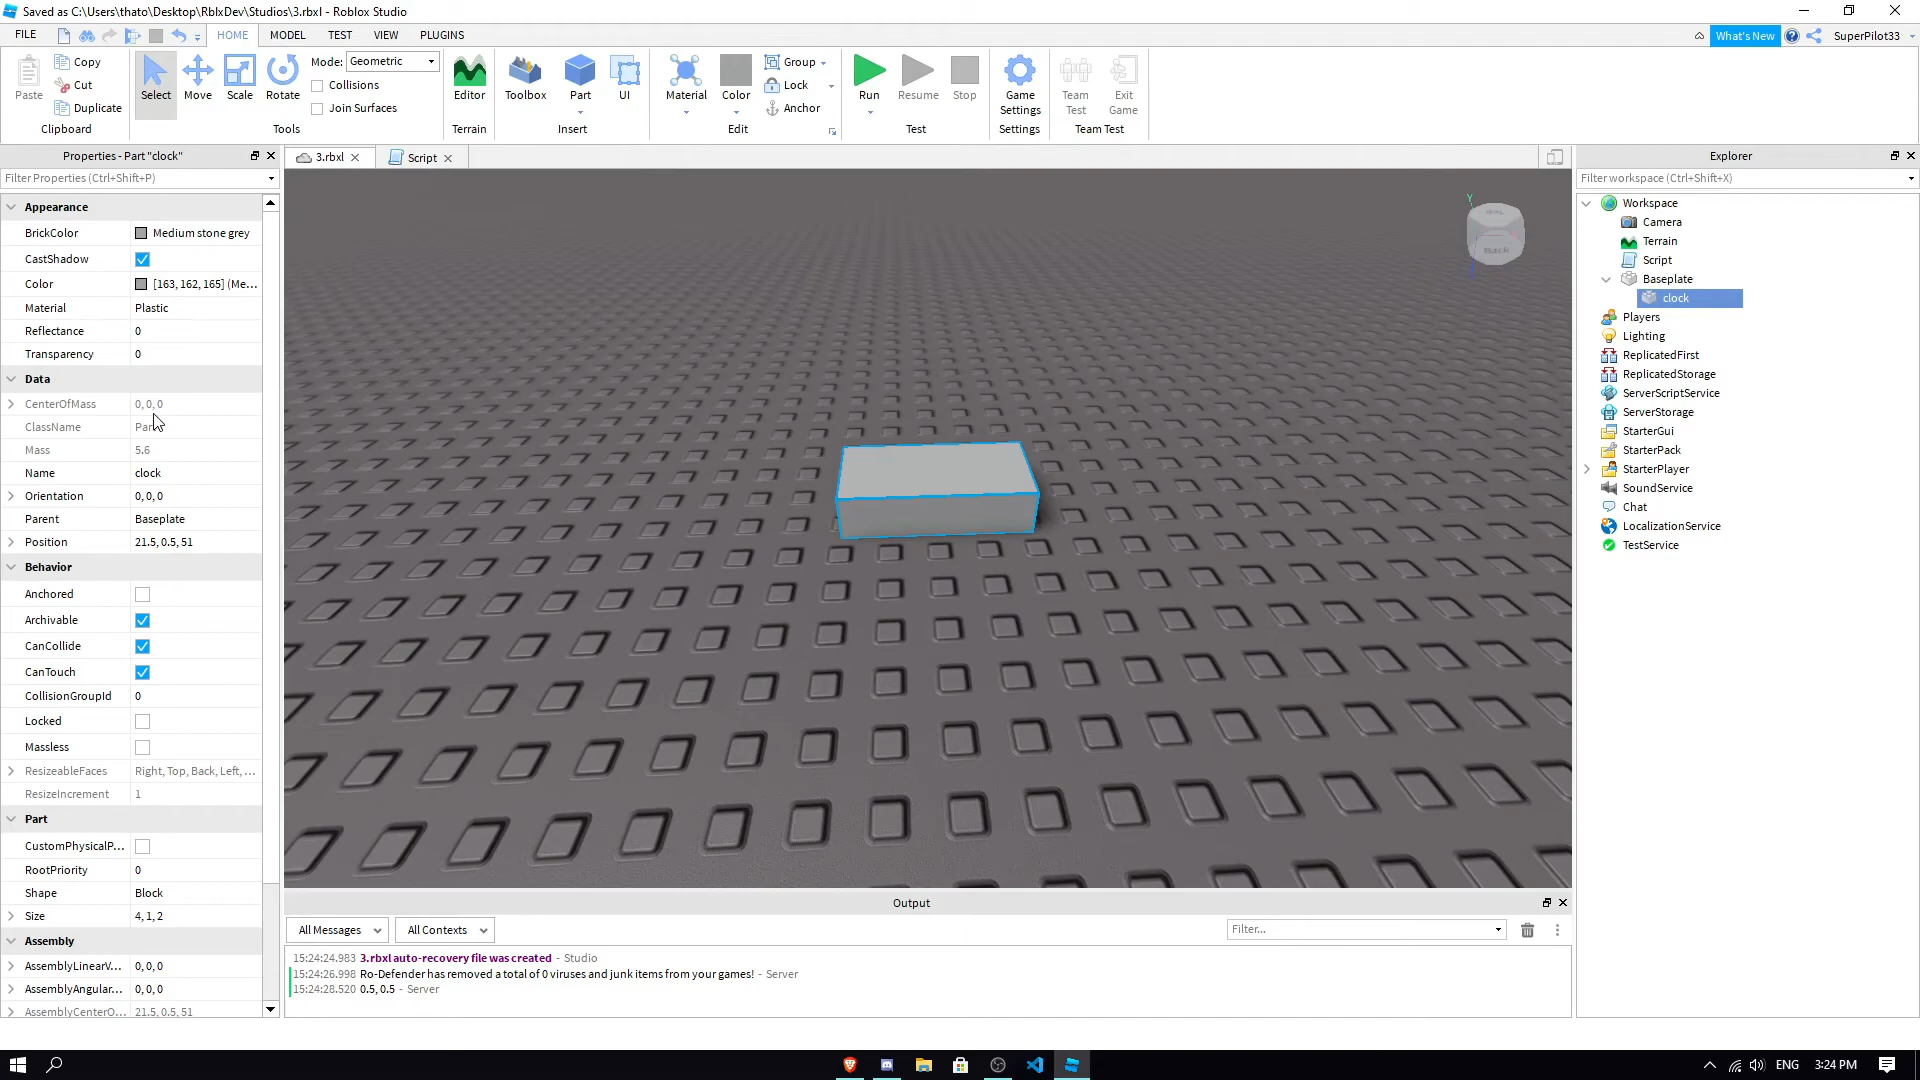 Saved as C:\Users\thato\Desktop\RblxDev\Studios\3.rbxl - Roblox Studio
FILE HOME MODEL TEST VIEW PLUGINS What's New SuperPilot33
Paste Copy Cut Duplicate Clipboard
Select Move Scale Rotate Mode: Geometric Collisions Join Surfaces Tools
Editor Terrain
Toolbox Part UI Insert
Material Color Group Lock Anchor Edit
Run Resume Stop Test
Game Settings Settings
Team Test Exit Game Team Test
Properties - Part "clock"
Filter Properties (Ctrl+Shift+P)
Appearance
BrickColor Medium stone grey
CastShadow
Color [163, 162, 165] (Me...
Material Plastic
Reflectance 0
Transparency 0
Data
CenterOfMass 0, 0, 0
ClassName Par
Mass 5.6
Name clock
Orientation 0, 0, 0
Parent Baseplate
Position 21.5, 0.5, 51
Behavior
Anchored
Archivable
CanCollide
CanTouch
CollisionGroupId 0
Locked
Massless
ResizeableFaces Right, Top, Back, Left, ...
ResizeIncrement 1
Part
CustomPhysicalP...
RootPriority 0
Shape Block
Size 4, 1, 2
Assembly
AssemblyLinearV... 0, 0, 0
AssemblyAngular... 0, 0, 0
AssemblyCenterO... 21.5, 0.5, 51
3.rbxl Script
Y
Back
Output
All Messages All Contexts Filter...
15:24:24.983 3.rbxl auto-recovery file was created - Studio
15:24:26.998 Ro-Defender has removed a total of 0 viruses and junk items from your games! - Server
15:24:28.520 0.5, 0.5 - Server
Explorer
Filter workspace (Ctrl+Shift+X)
Workspace
Camera
Terrain
Script
Baseplate
clock
Players
Lighting
ReplicatedFirst
ReplicatedStorage
ServerScriptService
ServerStorage
StarterGui
StarterPack
StarterPlayer
SoundService
Chat
LocalizationService
TestService
ENG 3:24 PM